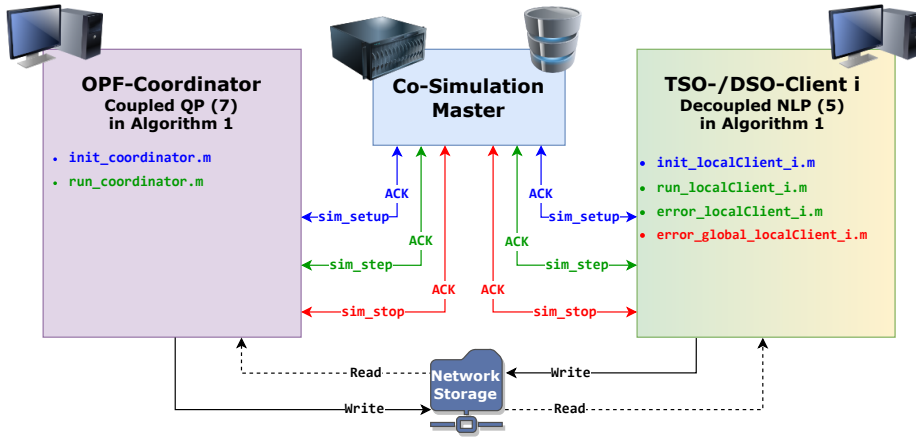 OPF-Coordinator
Coupled QP (7)
in Algorithm 1
• init_coordinator.m
• run_coordinator.m
Co-Simulation
Master
TSO-/DSO-Client i
Decoupled NLP (5)
in Algorithm 1
• init_localClient_i.m
• run_localClient_i.m
• error_localClient_i.m
• error_global_localClient_i.m
ACK
ACK
sim_setup
sim_setup
ACK
ACK
sim_step
sim_step
ACK
ACK
sim_stop
sim_stop
Read
Network
Storage
Write
Write
Read